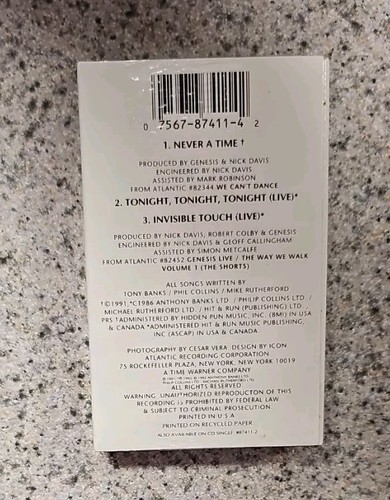 0 7567-87411-4 2
1. NEVER A TIME †
PRODUCED BY GENESIS & NICK DAVIS
ENGINEERED BY NICK DAVIS
ASSISTED BY MARK ROBINSON
FROM ATLANTIC #82344 WE CAN'T DANCE
2. TONIGHT, TONIGHT, TONIGHT (LIVE)*
3. INVISIBLE TOUCH (LIVE)*
PRODUCED BY NICK DAVIS, ROBERT COLBY & GENESIS
ENGINEERED BY NICK DAVIS & GEOFF CALLINGHAM
ASSISTED BY SIMON METCALFE
FROM ATLANTIC #82452 GENESIS LIVE / THE WAY WE WALK
VOLUME 1 (THE SHORTS)
ALL SONGS WRITTEN BY
TONY BANKS / PHIL COLLINS / MIKE RUTHERFORD
†©1991,*©1986 ANTHONY BANKS LTD. / PHILIP COLLINS LTD. /
MICHAEL RUTHERFORD LTD. / HIT & RUN (PUBLISHING) LTD.,
PRS †ADMINISTERED BY HIDDEN PUN MUSIC, INC. (BMI) IN USA
& CANADA *ADMINISTERED HIT & RUN MUSIC PUBLISHING,
INC (ASCAP) IN USA & CANADA
PHOTOGRAPHY BY CESAR VERA DESIGN BY ICON
ATLANTIC RECORDING CORPORATION
75 ROCKEFELLER PLAZA, NEW YORK, NEW YORK 10019
A TIME WARNER COMPANY
PHILIP COLLINS LTD. MICHAEL RUTHERFORD LTD.
ALL RIGHTS RESERVED
WARNING: UNAUTHORIZED REPRODUCTION OF THIS
RECORDING IS PROHIBITED BY FEDERAL LAW
& SUBJECT TO CRIMINAL PROSECUTION.
PRINTED IN U S A
PRINTED ON RECYCLED PAPER
ALSO AVAILABLE ON CD SINGLE #87411-2